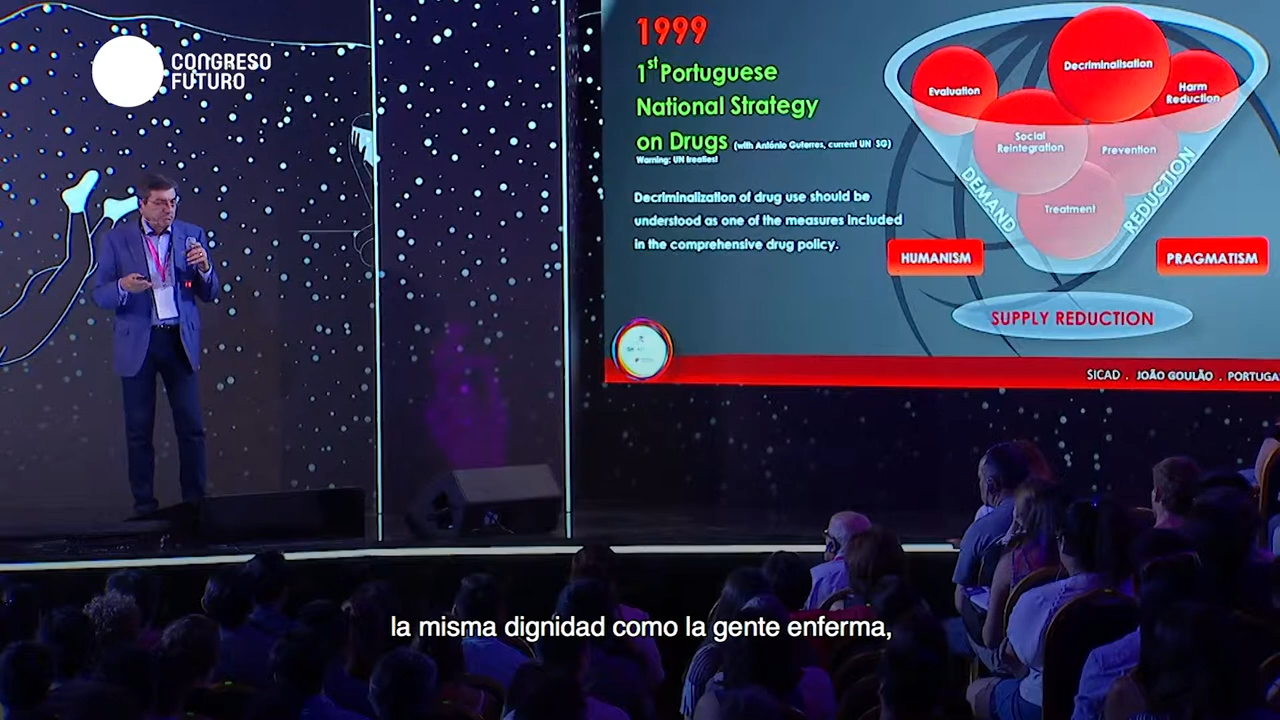 CONGRESO
FUTURO
1999
1st Portuguese
National Strategy
on Drugs (with António Guterres, current UN SG)
Warning: UN treaties!
Decriminalization of drug use should be
understood as one of the measures included
in the comprehensive drug policy.
Evaluation
Decriminalisation
Harm
Reduction
Social
Reintegration
Prevention
Treatment
DEMAND
REDUCTION
HUMANISM
PRAGMATISM
SUPPLY REDUCTION
SICAD . JOÃO GOULÃO . PORTUGA
la misma dignidad como la gente enferma,